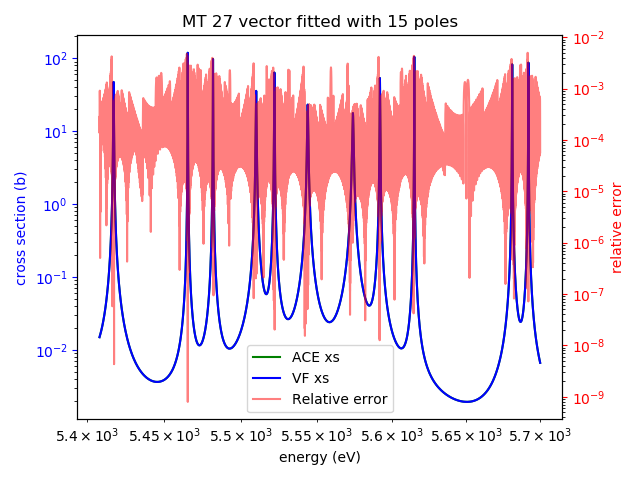 MT 27 vector fitted with 15 poles
cross section (b)
10²
10¹
10⁰
10⁻¹
10⁻²
10⁻²
10⁻³
10⁻⁴
10⁻⁵
10⁻⁶
10⁻⁷
10⁻⁸
10⁻⁹
relative error
ACE xs
VF xs
Relative error
5.4 × 10³ 5.45 × 10³ 5.5 × 10³ 5.55 × 10³ 5.6 × 10³ 5.65 × 10³ 5.7 × 10³
energy (eV)